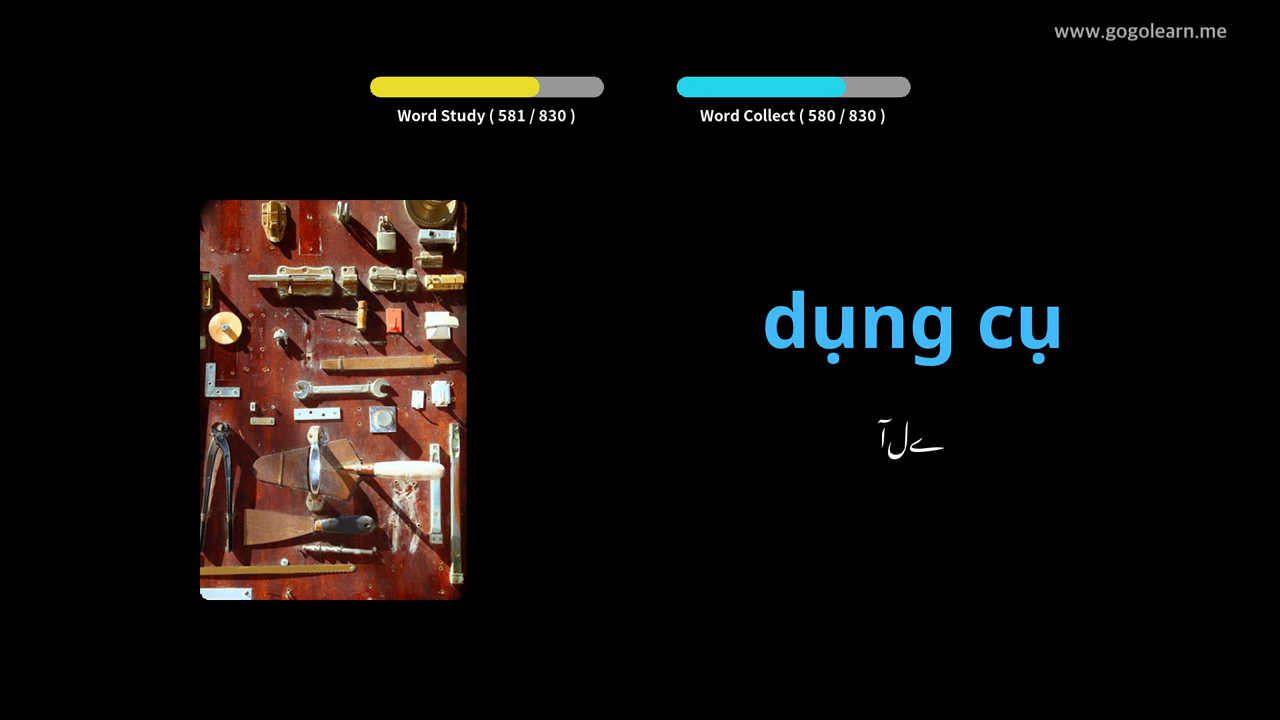 www.gogolearn.me
Word Study ( 581 / 830 )
Word Collect ( 580 / 830 )
dụng cụ
آلے